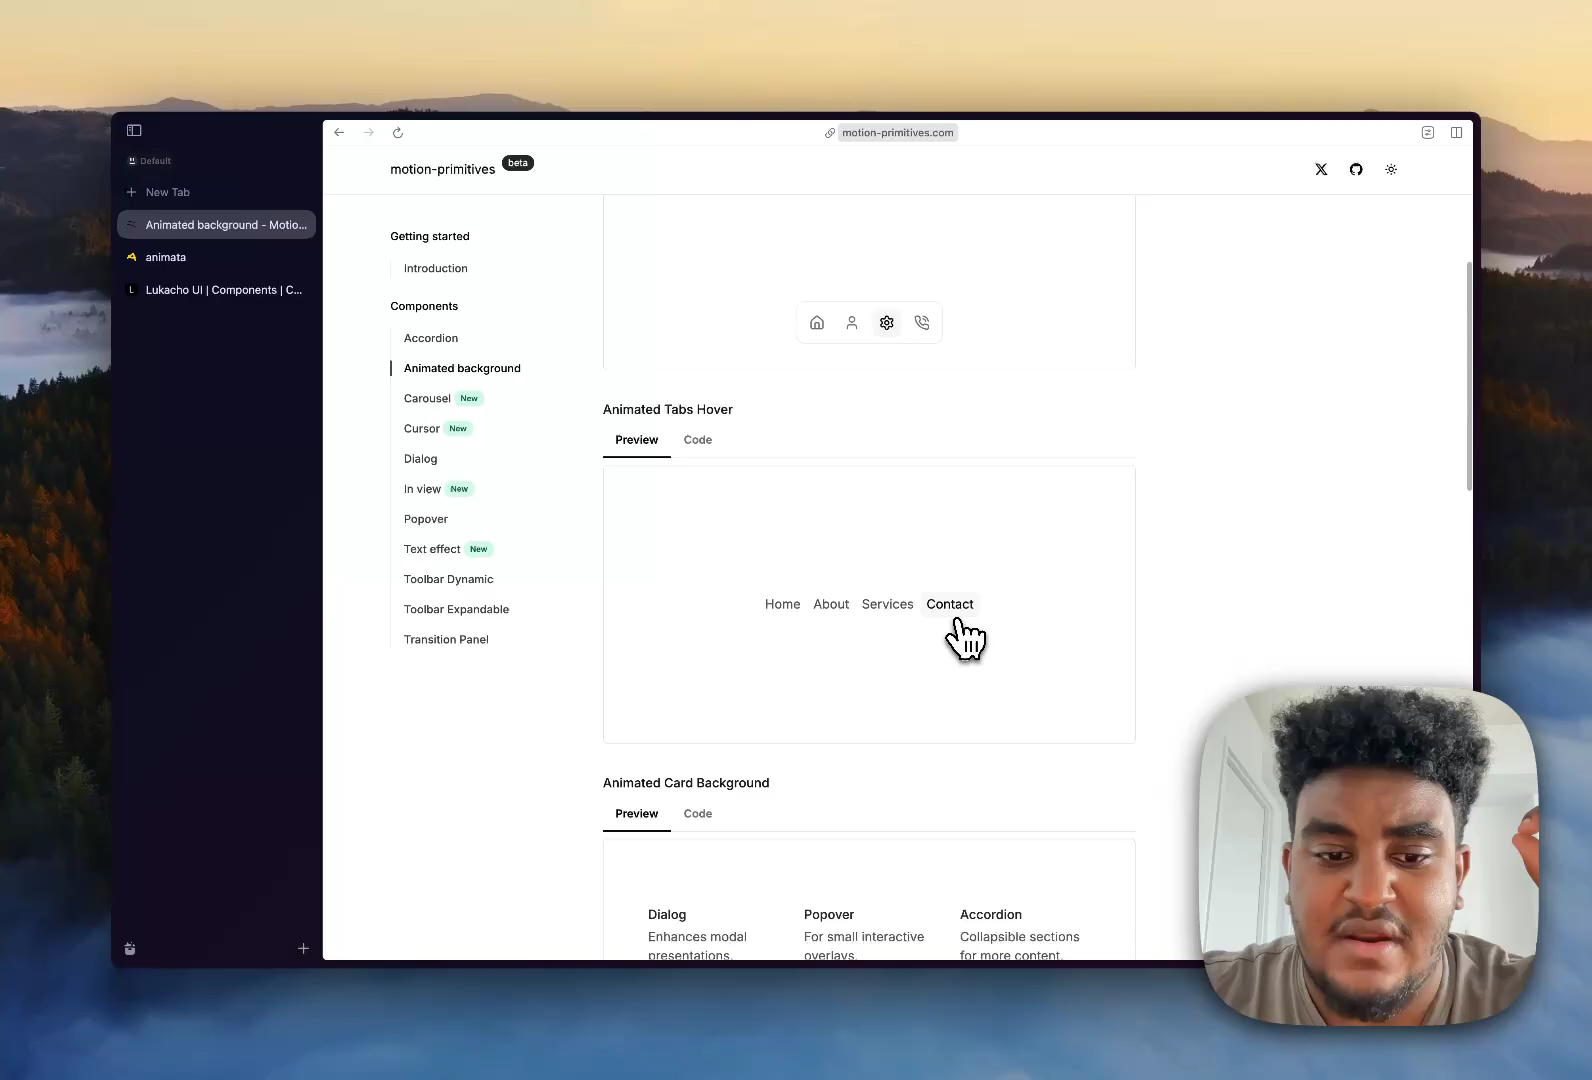 Default
New Tab
Animated background - Motio...
animata
L Lukacho UI | Components | C...
motion-primitives.com
motion-primitives beta
Getting started
Introduction
Components
Accordion
Animated background
Carousel New
Cursor New
Dialog
In view New
Popover
Text effect New
Toolbar Dynamic
Toolbar Expandable
Transition Panel
Animated Tabs Hover
Preview Code
Home About Services Contact
Animated Card Background
Preview Code
Dialog
Enhances modal
presentations.
Popover
For small interactive
overlays.
Accordion
Collapsible sections
for more content.